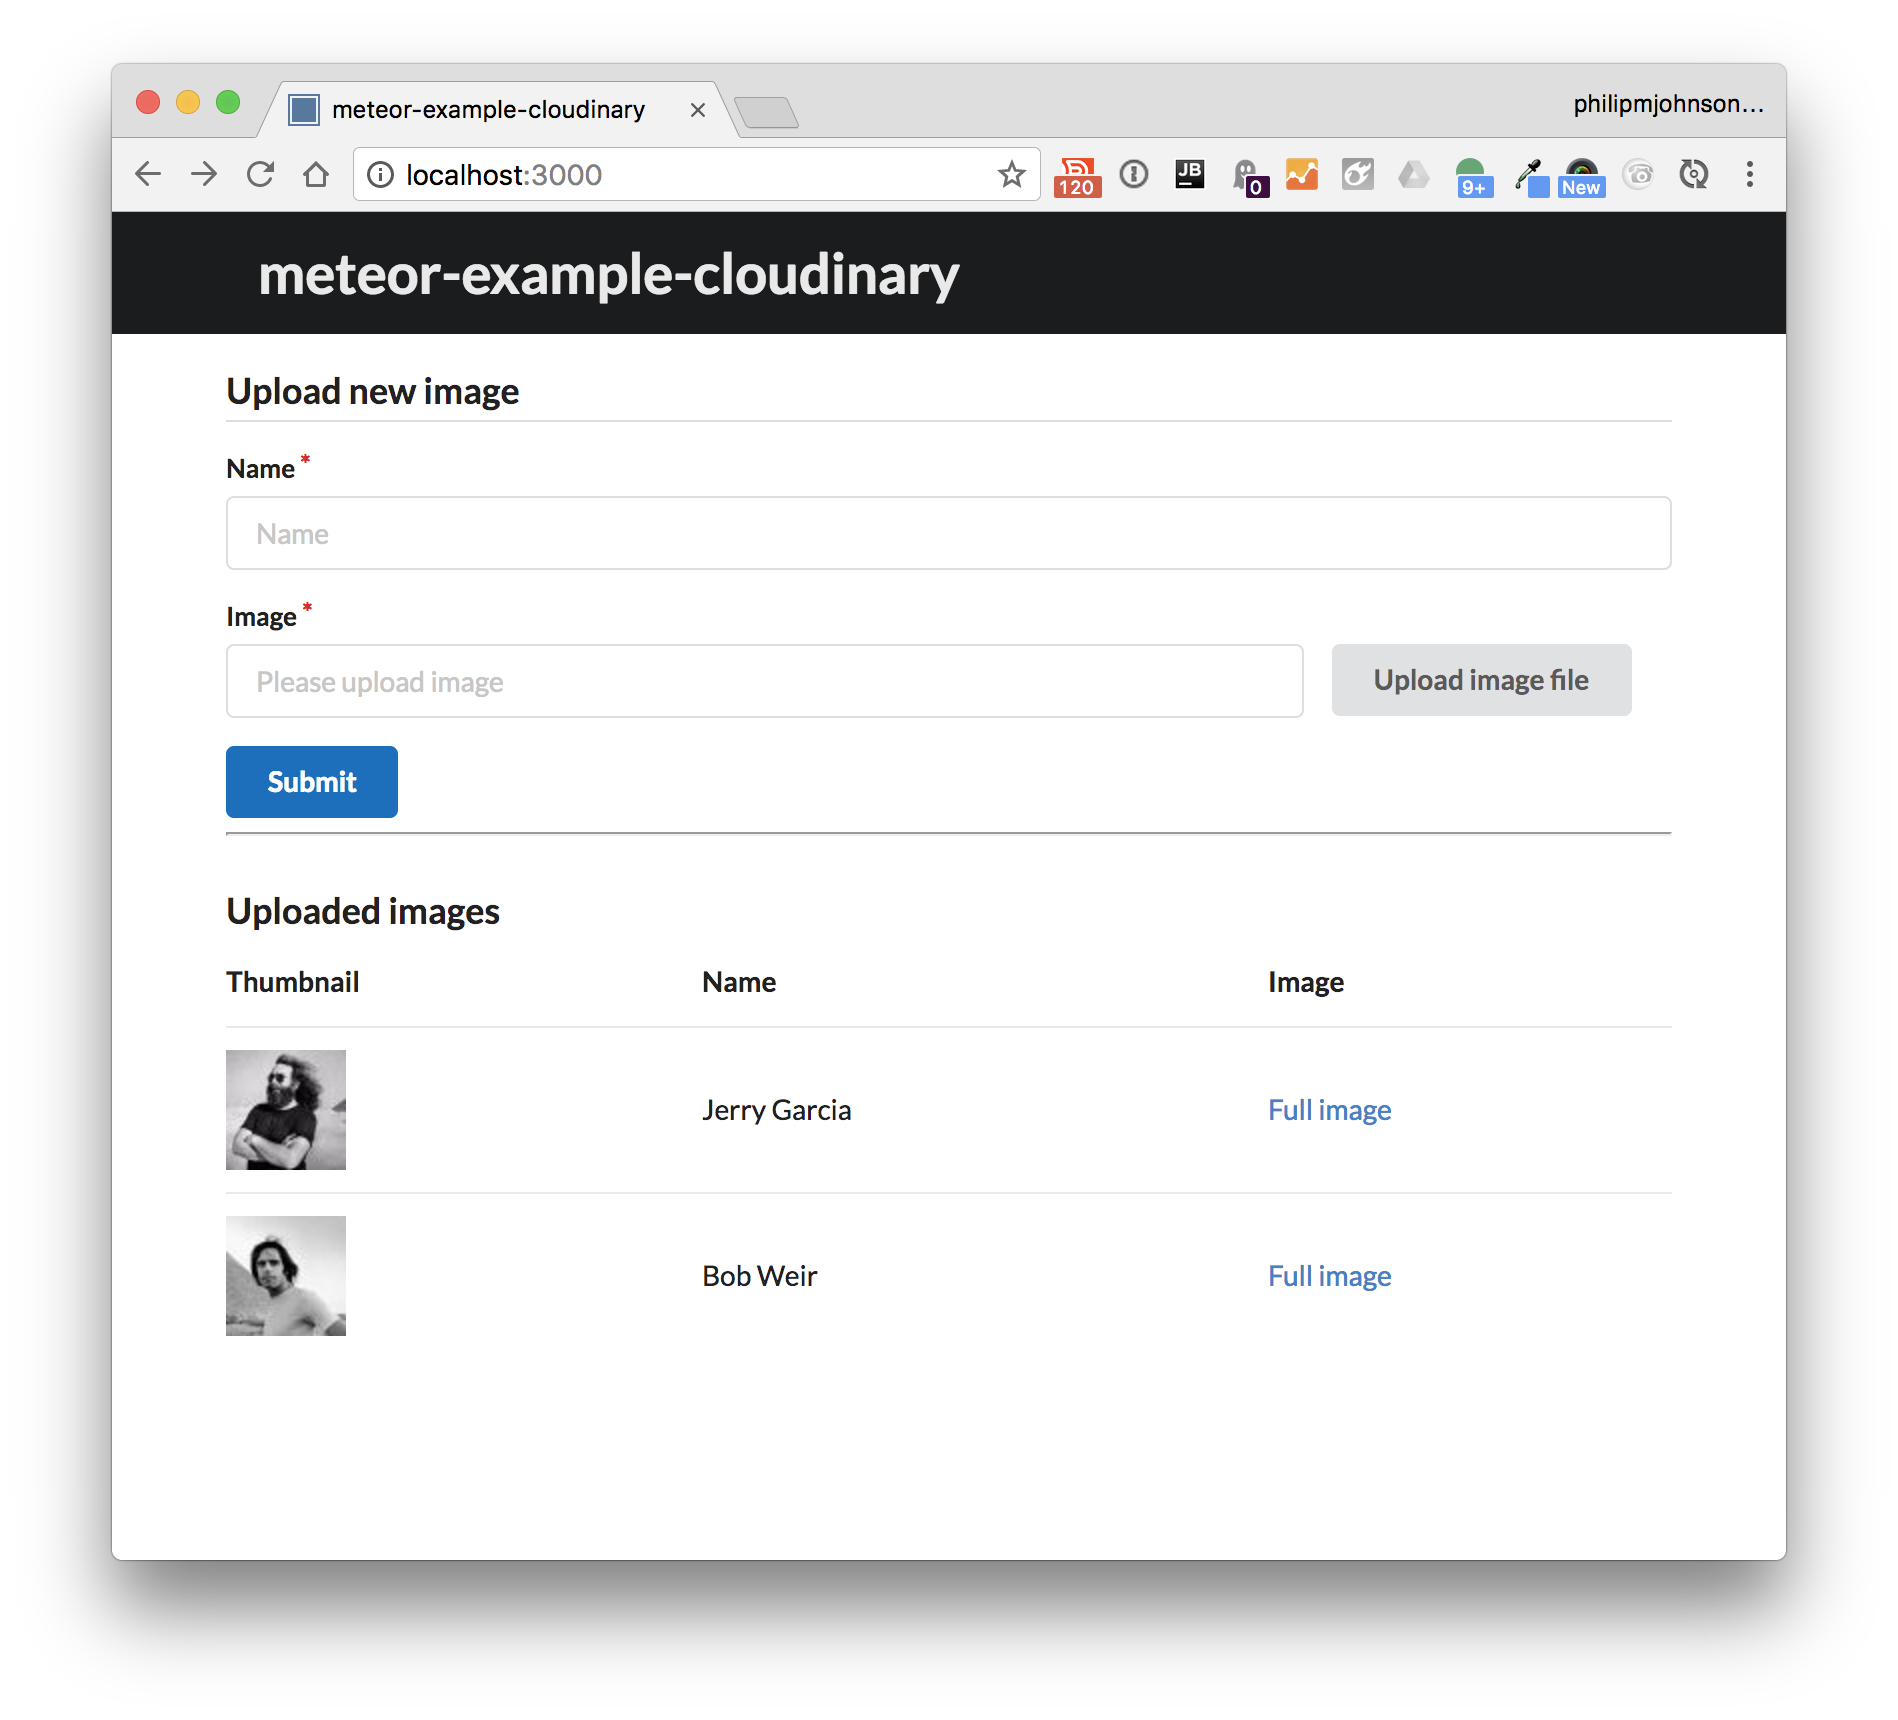 meteor-example-cloudinary
philipmjohnson...
localhost:3000
120
JB
0
9+
New
meteor-example-cloudinary
Upload new image
Name *
Name
Image *
Please upload image
Upload image file
Submit
Uploaded images
Thumbnail Name Image
Jerry Garcia Full image
Bob Weir Full image